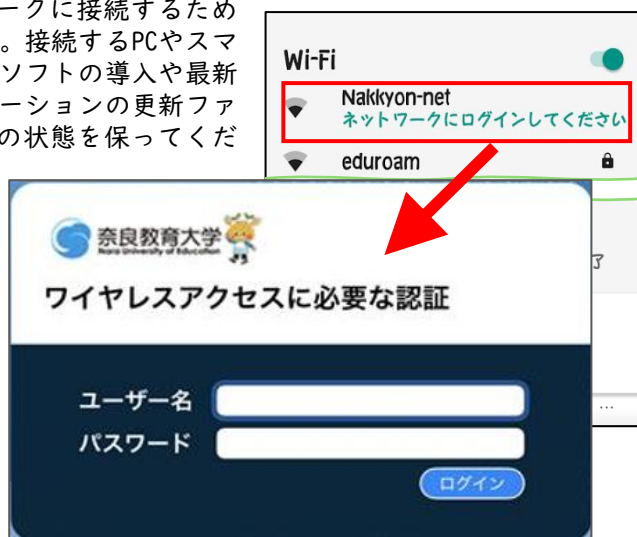 ークに接続するため
。接続するPCやスマ
ソフトの導入や最新
ーションの更新ファ
の状態を保ってくだ
Wi-Fi
Nakkyon-net
ネットワークにログインしてください
eduroam
了
...
奈良教育大学
Nara University of Education
ワイヤレスアクセスに必要な認証
ユーザー名
パスワード
ログイン